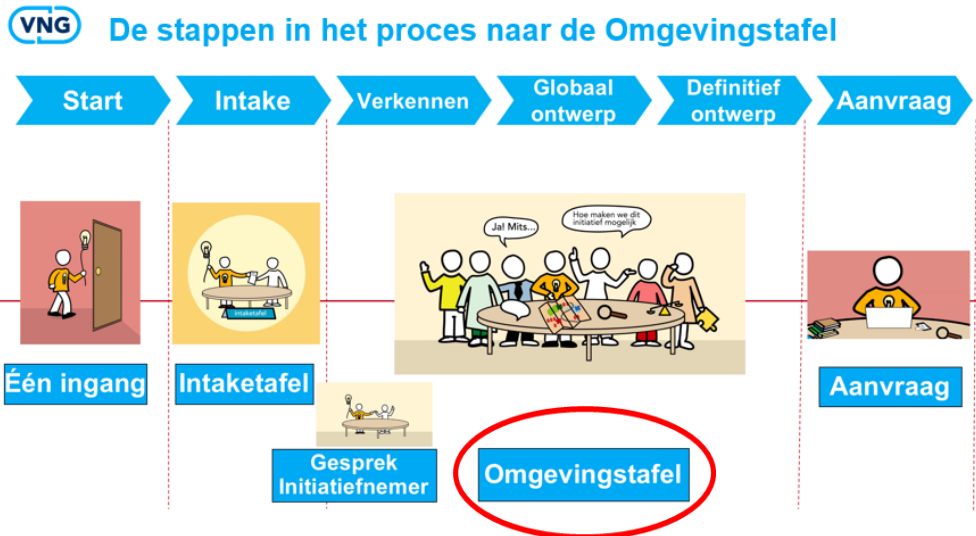 VNG
De stappen in het proces naar de Omgevingstafel
Start
Intake
Verkennen
Globaal
ontwerp
Definitief
ontwerp
Aanvraag
Ja! Mits...
Hoe maken we dit
initiatief mogelijk
intaketafel
Één ingang
Intaketafel
Gesprek
Initiatiefnemer
Omgevingstafel
Aanvraag